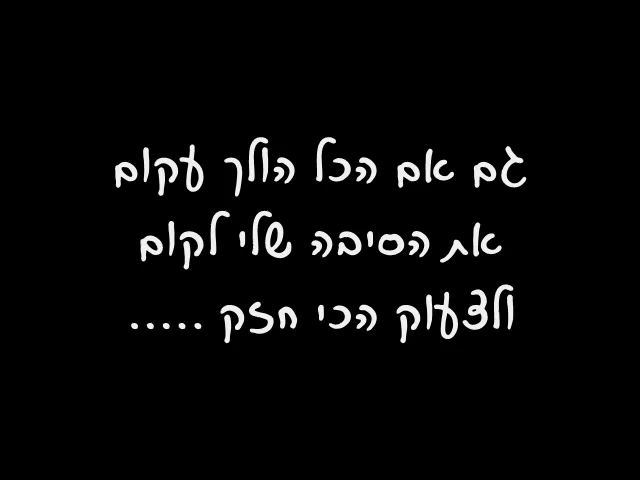 גם אם הכל הולך עקום
את הסיבה שלי לקום
ולצעוק הכי חזק .....